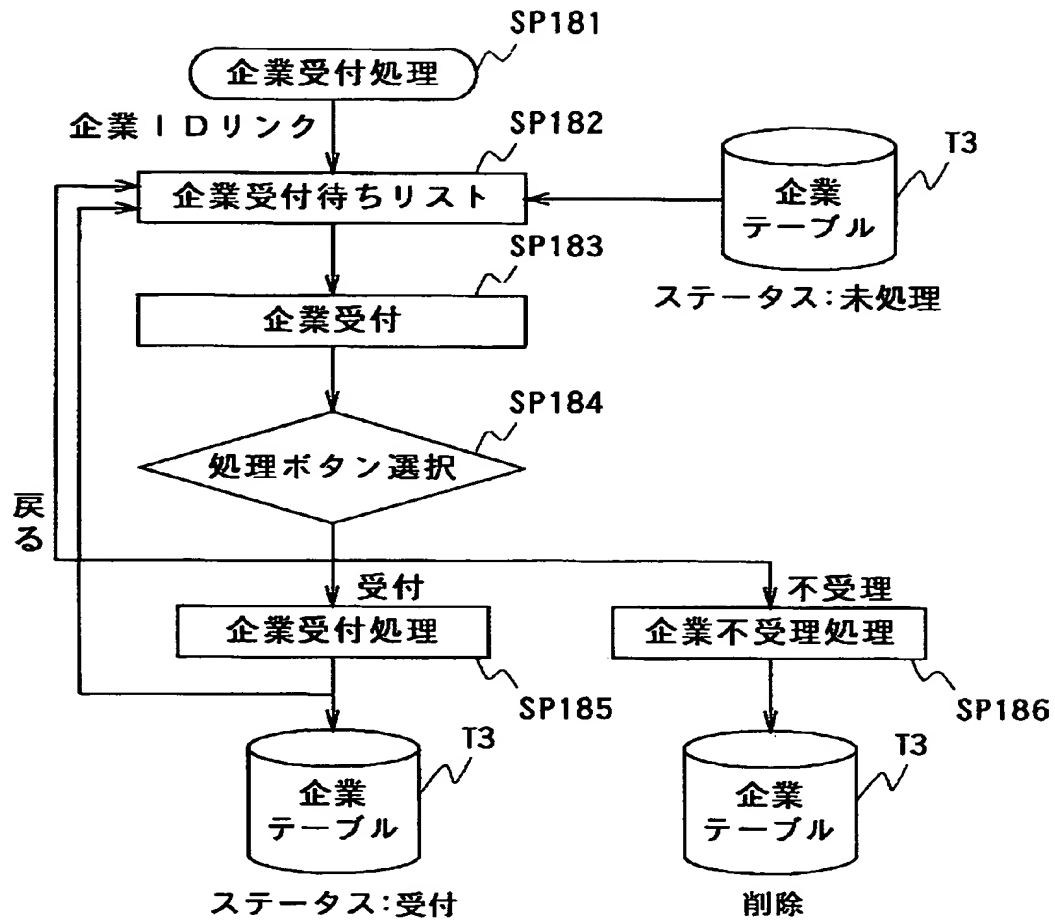 SP181
企業受付処理
企業IDリンク
SP182
企業受付待ちリスト
T3
企業
テーブル
ステータス:未処理
SP183
企業受付
SP184
処理ボタン選択
戻る
受付
不受理
企業受付処理
企業不受理処理
SP185
SP186
T3
企業
テーブル
ステータス:受付
T3
企業
テーブル
削除